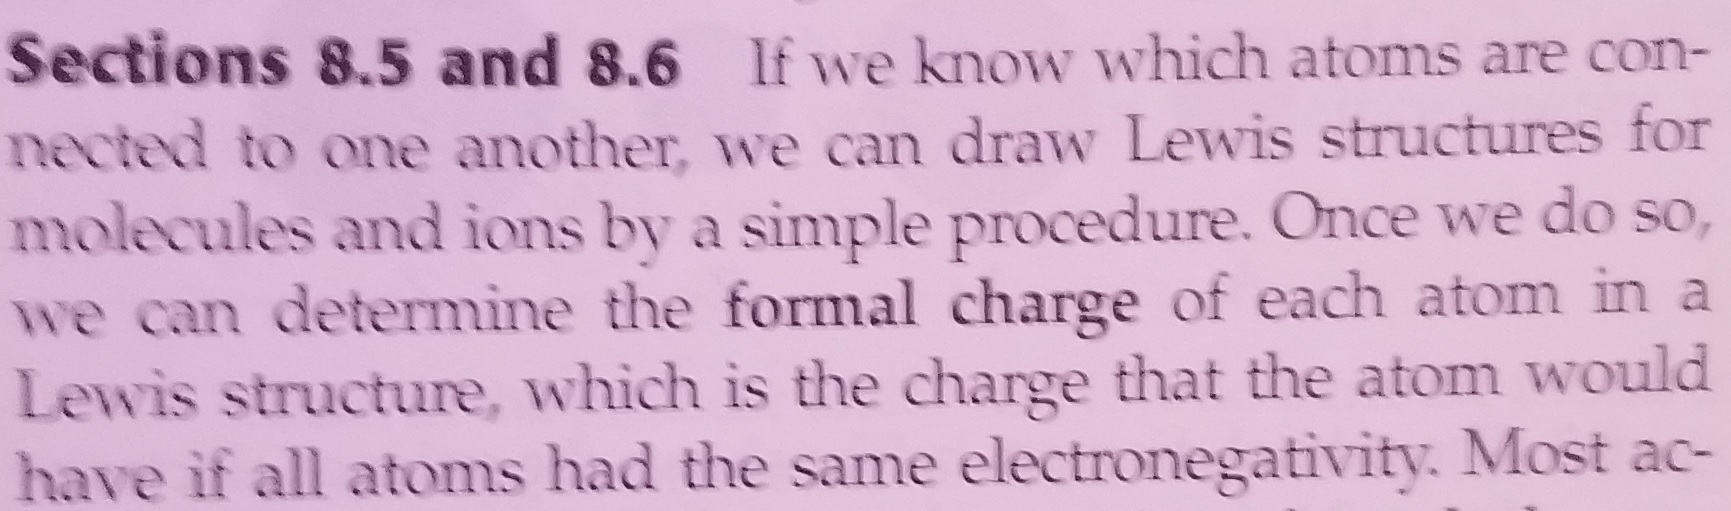 Sections 8.5 and 8.6 If we know which atoms are con-
nected to one another, we can draw Lewis structures for
molecules and ions by a simple procedure. Once we do so,
we can determine the formal charge of each atom in a
Lewis structure, which is the charge that the atom would
have if all atoms had the same electronegativity. Most ac-